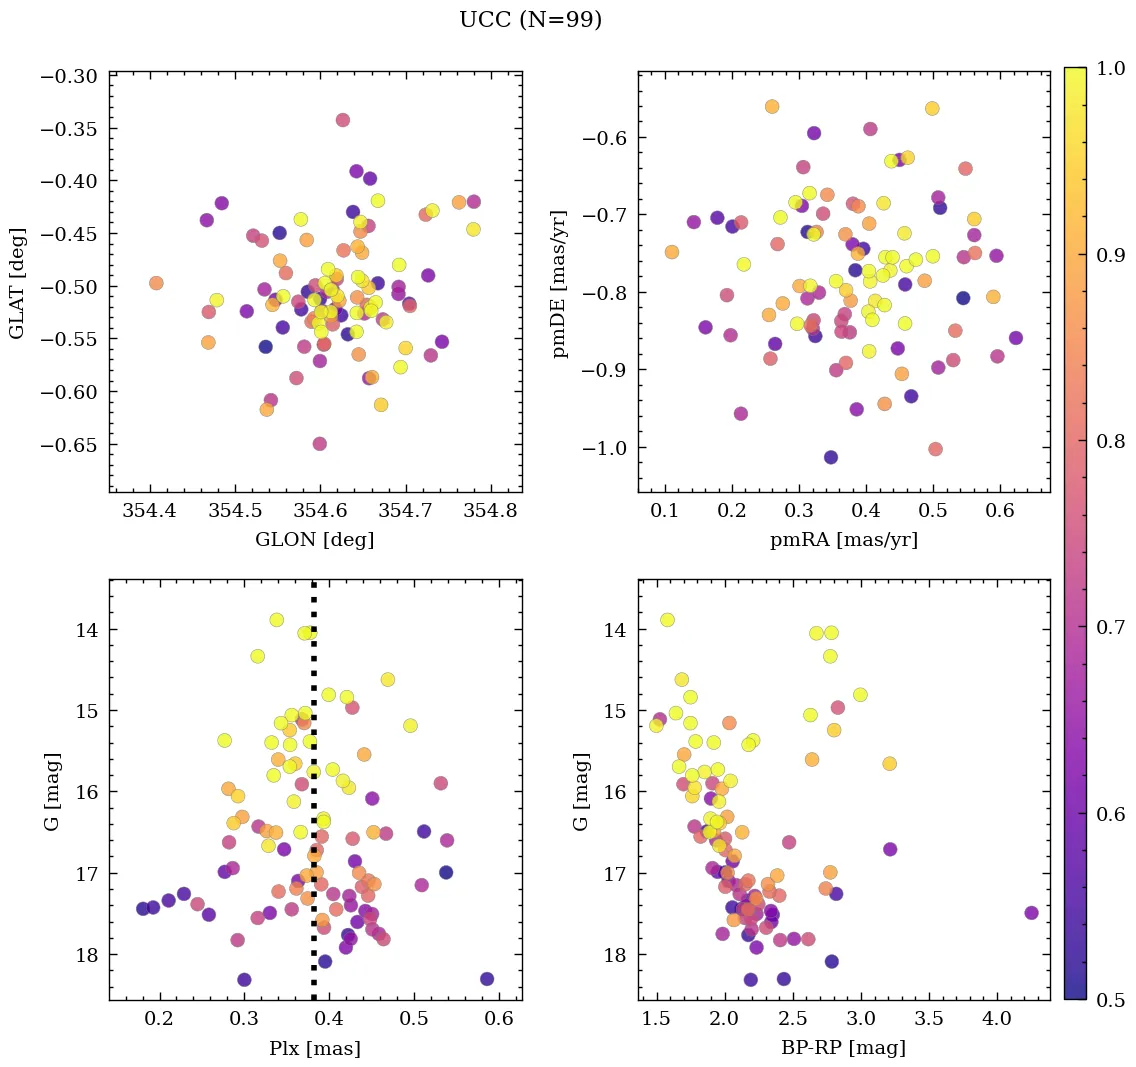 UCC (N=99)
−0.30
−0.35
−0.40
−0.45
−0.50
−0.55
−0.60
−0.65
GLAT [deg]
354.4 354.5 354.6 354.7 354.8
GLON [deg]
−0.6
−0.7
−0.8
−0.9
−1.0
pmDE [mas/yr]
0.1 0.2 0.3 0.4 0.5 0.6
pmRA [mas/yr]
14
15
16
17
18
G [mag]
0.2 0.3 0.4 0.5 0.6
Plx [mas]
14
15
16
17
18
G [mag]
1.5 2.0 2.5 3.0 3.5 4.0
BP-RP [mag]
1.0
0.9
0.8
0.7
0.6
0.5